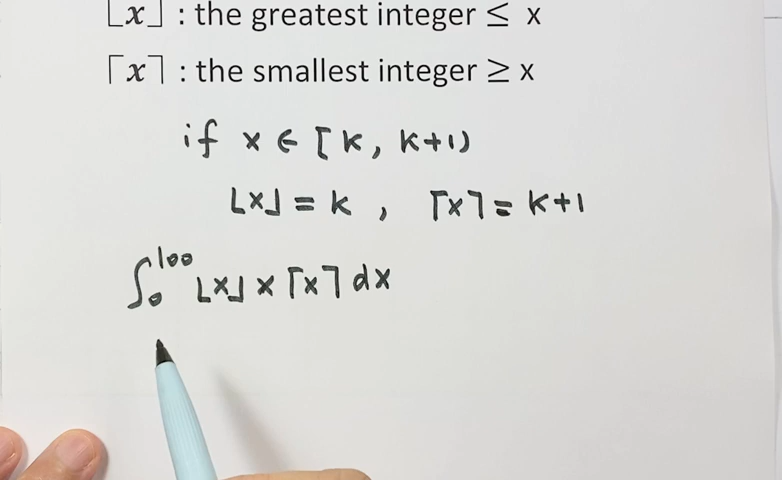 ⌊x⌋ : the greatest integer ≤ x
⌈x⌉ : the smallest integer ≥ x
if x ∈ [k, k+1)
⌊x⌋ = k , ⌈x⌉ = k+1
∫₀¹⁰⁰ ⌊x⌋ × ⌈x⌉ dx